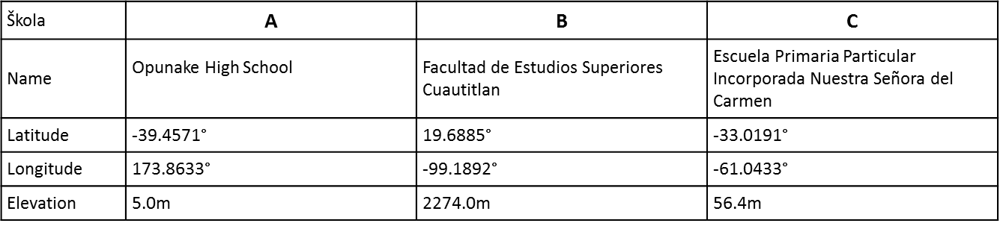 Škola A B C
Name Opunake High School Facultad de Estudios Superiores Cuautitlan Escuela Primaria Particular Incorporada Nuestra Señora del Carmen
Latitude -39.4571° 19.6885° -33.0191°
Longitude 173.8633° -99.1892° -61.0433°
Elevation 5.0m 2274.0m 56.4m